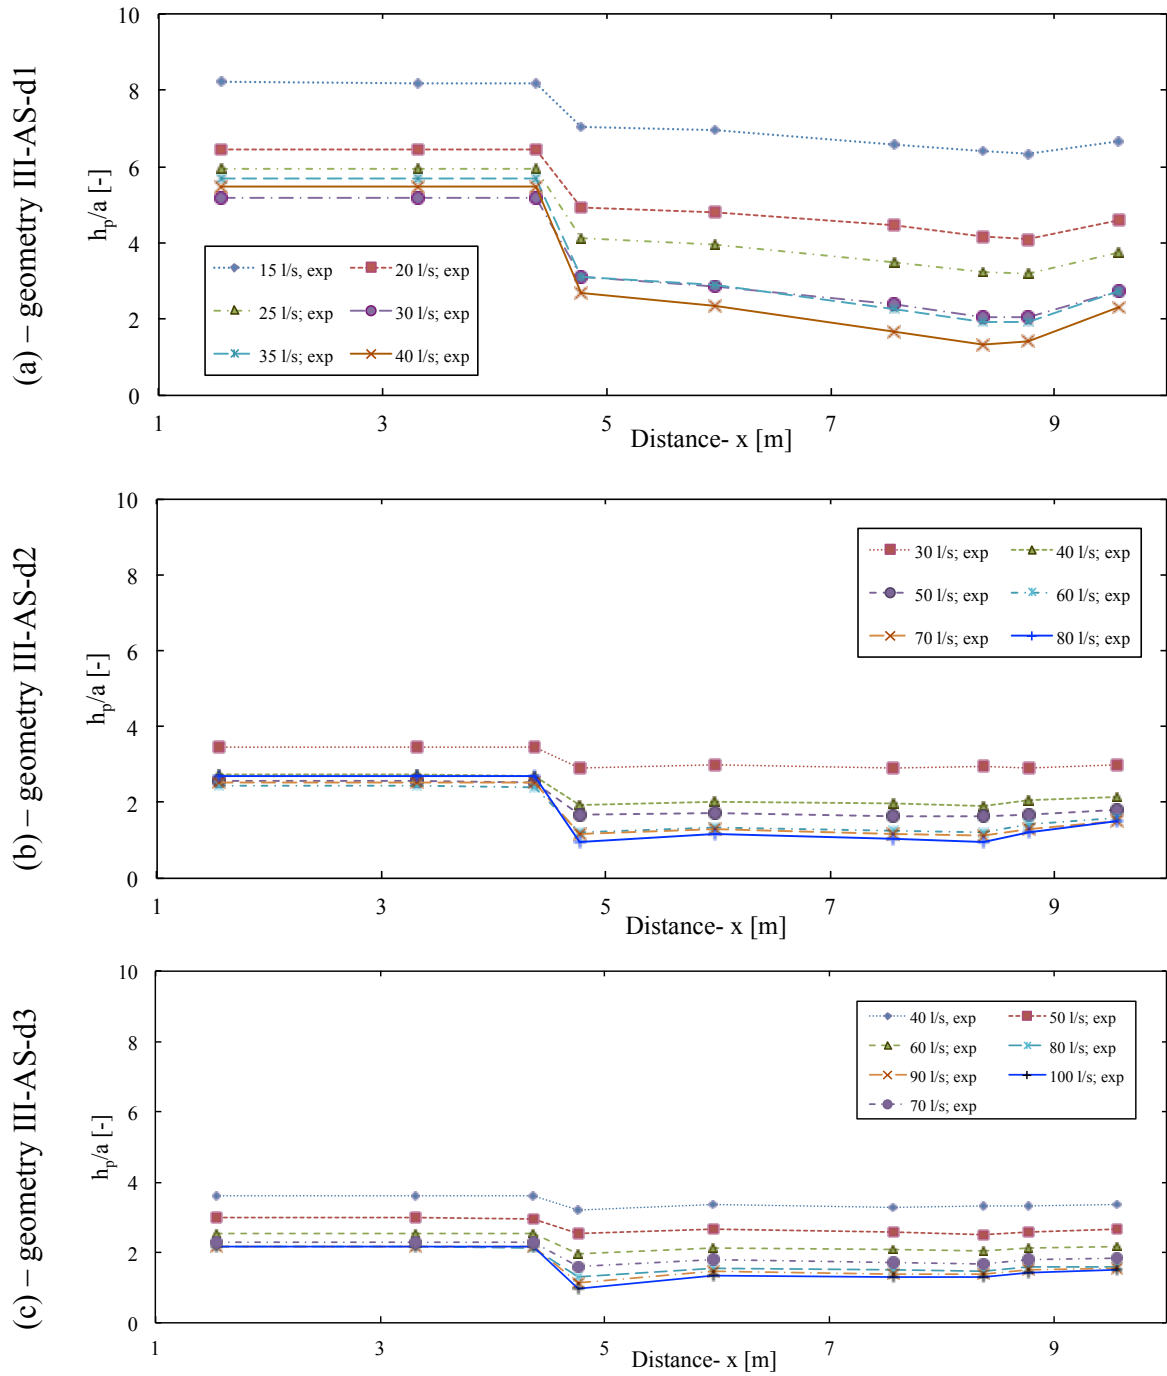 (a) – geometry III-AS-d1
hp/a [-]
10
8
6
4
2
0
15 l/s, exp 20 l/s; exp
25 l/s; exp 30 l/s; exp
35 l/s; exp 40 l/s; exp
1 3 5 7 9
Distance- x [m]
(b) – geometry III-AS-d2
hp/a [-]
10
8
6
4
2
0
30 l/s; exp 40 l/s; exp
50 l/s; exp 60 l/s; exp
70 l/s; exp 80 l/s; exp
1 3 5 7 9
Distance- x [m]
(c) – geometry III-AS-d3
hp/a [-]
10
8
6
4
2
0
40 l/s, exp 50 l/s; exp
60 l/s; exp 80 l/s; exp
90 l/s; exp 100 l/s; exp
70 l/s; exp
1 3 5 7 9
Distance- x [m]